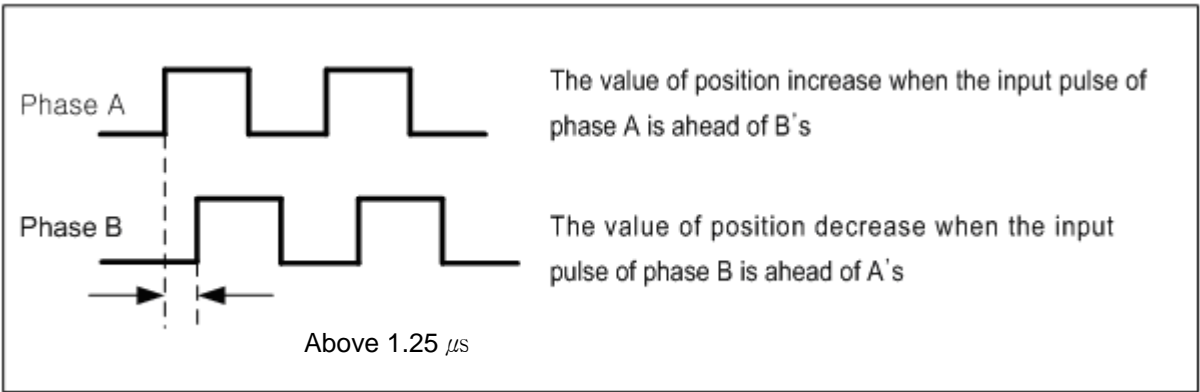 Phase A
The value of position increase when the input pulse of
phase A is ahead of B's
Phase B
The value of position decrease when the input
pulse of phase B is ahead of A's
Above 1.25 ㎲